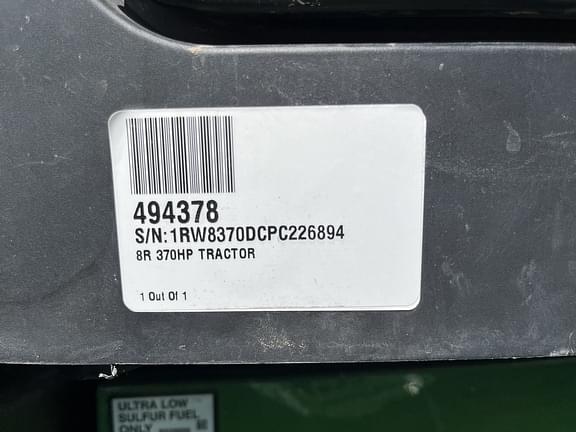 494378
S/N:1RW8370DCPC226894
8R 370HP TRACTOR
1 Out Of 1
ULTRA LOW
SULFUR FUEL
ONLY